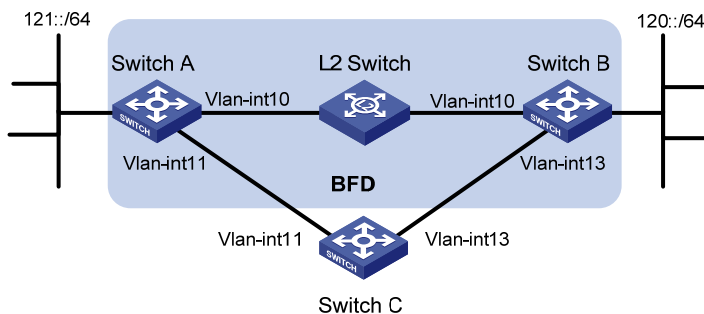 121::/64
120::/64
Switch A
L2 Switch
Switch B
Vlan-int10
Vlan-int10
SWITCH
L2
SWITCH
Vlan-int11
BFD
Vlan-int13
Vlan-int11
Vlan-int13
SWITCH
Switch C